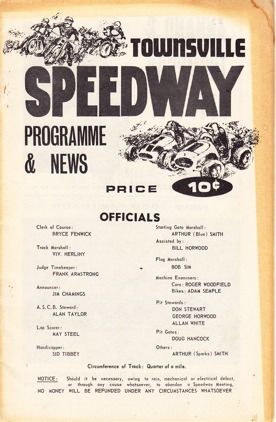 TOWNSVILLE
SPEEDWAY
PROGRAMME
& NEWS
PRICE 10¢
OFFICIALS
Clerk of Course:
BRYCE FENWICK
Track Marshall:
VIV. HERLIHY
Judge Timekeeper:
FRANK ARMSTRONG
Announcer:
JIM CHAMINGS
A.S.C.B. Steward:
ALAN TAYLOR
Lap Scorer:
MAY STEEL
Handicapper:
SID TIBBEY
Starting Gate Marshall:
ARTHUR (Blue) SMITH
Assisted by:
BILL HORWOOD
Flag Marshall:
BOB SIM
Machine Examiners:
Cars: ROGER WOODFIELD
Bikes: ADAM SEAPLE
Pit Stewards:
DON STEWART
GEORGE HORWOOD
ALLAN WHITE
Pit Gates:
DOUG HANCOCK
Others:
ARTHUR (Sparks) SMITH
Circumference of Track: Quarter of a mile.
NOTICE: Should it be necessary, owing to rain, mechanical or electrical defect,
or through any cause whatsoever, to abandon a Speedway Meeting,
NO MONEY WILL BE REFUNDED UNDER ANY CIRCUMSTANCES WHATSOEVER